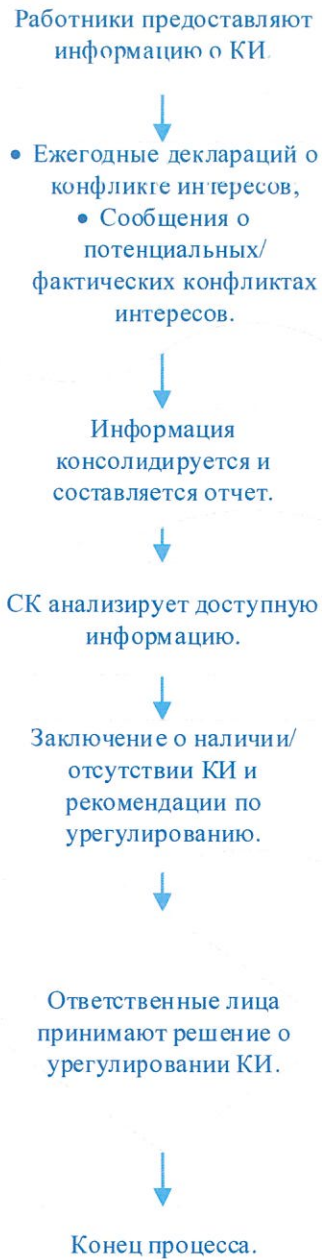 Работники предоставляют
информацию о КИ.
• Ежегодные деклараций о
конфликте интересов,
• Сообщения о
потенциальных/
фактических конфликтах
интересов.
Информация
консолидируется и
составляется отчет.
СК анализирует доступную
информацию.
Заключение о наличии/
отсутствии КИ и
рекомендации по
урегулированию.
Ответственные лица
принимают решение о
урегулировании КИ.
Конец процесса.